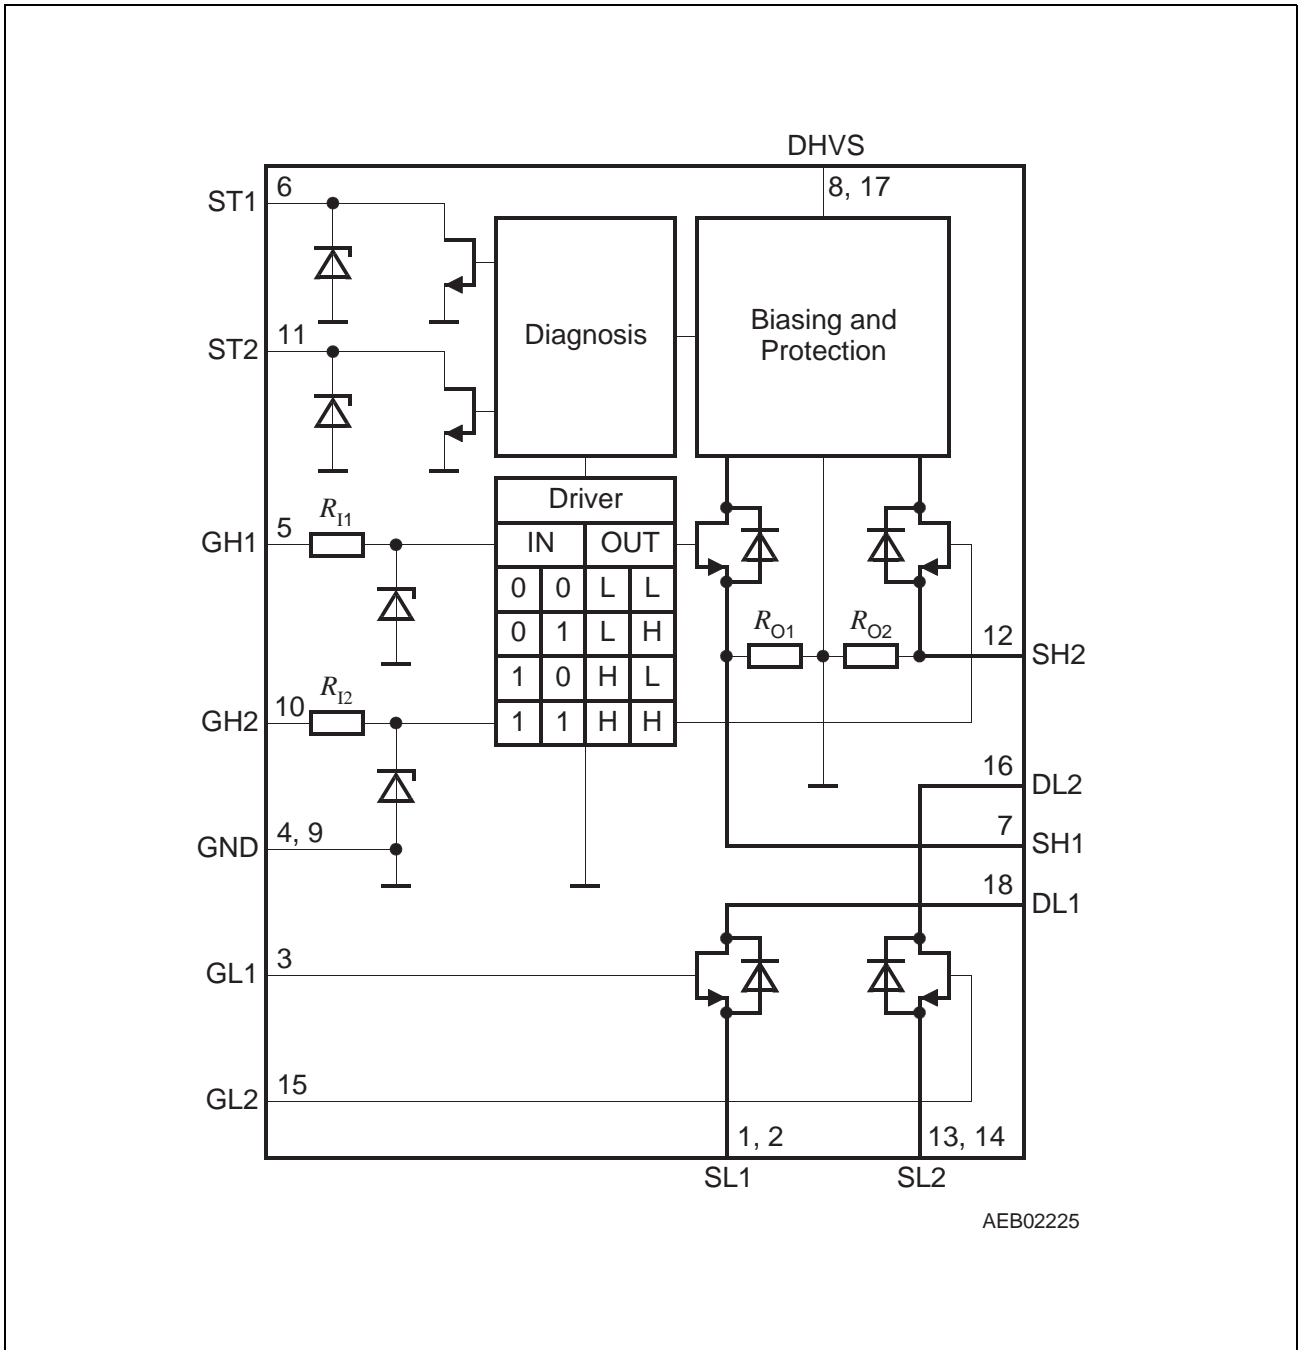 DHVS
8, 17
ST1
6
ST2
11
Diagnosis
Biasing and
Protection
Driver
IN OUT
0 0 L L
0 1 L H
1 0 H L
1 1 H H
GH1
5
RI1
GH2
10
RI2
RO1
RO2
12
SH2
16
DL2
7
SH1
18
DL1
GND
4, 9
GL1
3
GL2
15
1, 2
13, 14
SL1
SL2
AEB02225